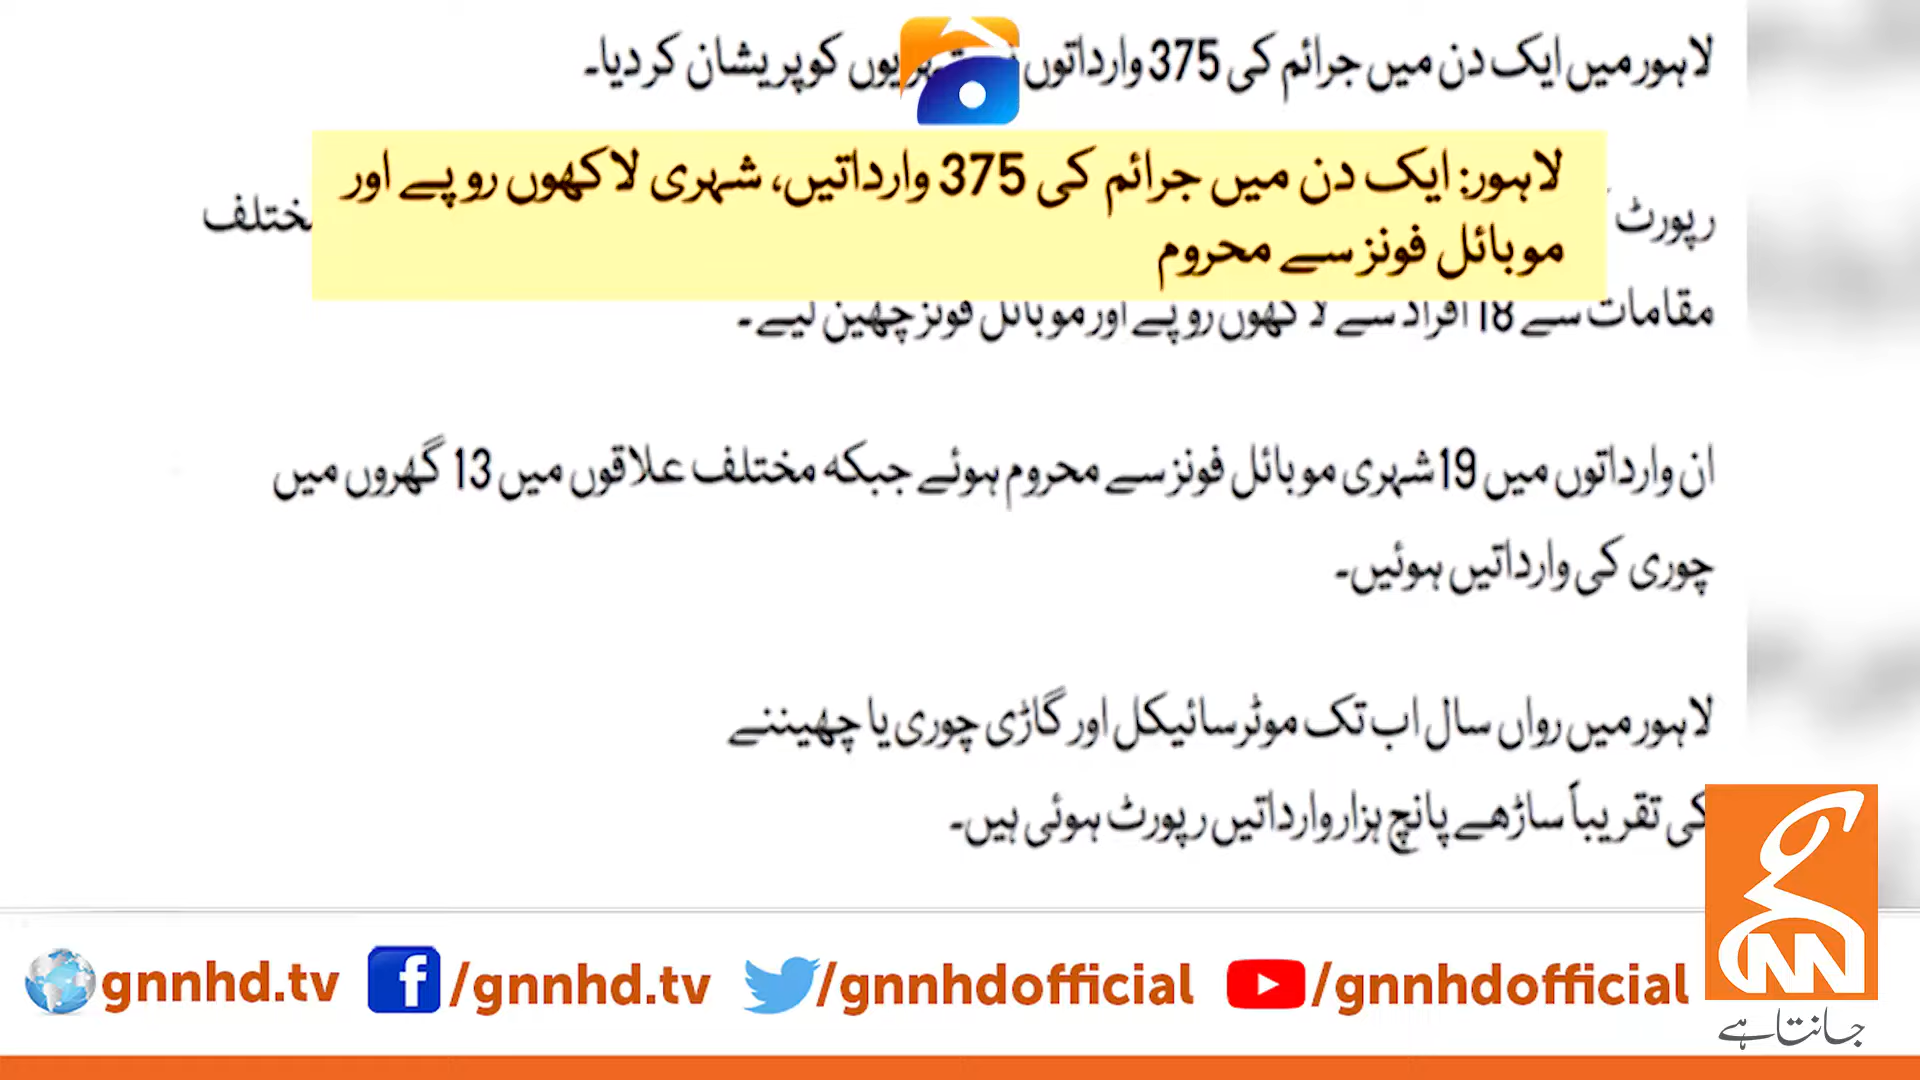 لاہور میں ایک دن میں جرائم کی 375 وارداتوں کو پریشان کر دیا۔
لاہور: ایک دن میں جرائم کی 375 وارداتیں، شہری لاکھوں روپے اور
موبائل فونز سے محروم
رپورٹ مختلف
مقامات سے 18 افراد سے لاکھوں روپے اور موبائل فونز چھین لیے۔
ان وارداتوں میں 19 شہری موبائل فونز سے محروم ہوئے جبکہ مختلف علاقوں میں 13 گھروں میں
چوری کی وارداتیں ہوئیں۔
لاہور میں رواں سال اب تک موٹر سائیکل اور گاڑی چوری یا چھیننے
کی تقریباً ساڑھے پانچ ہزار وارداتیں رپورٹ ہوئی ہیں۔
gnnhd.tv /gnnhd.tv /gnnhdofficial /gnnhdofficial
GNN
جانتا ہے